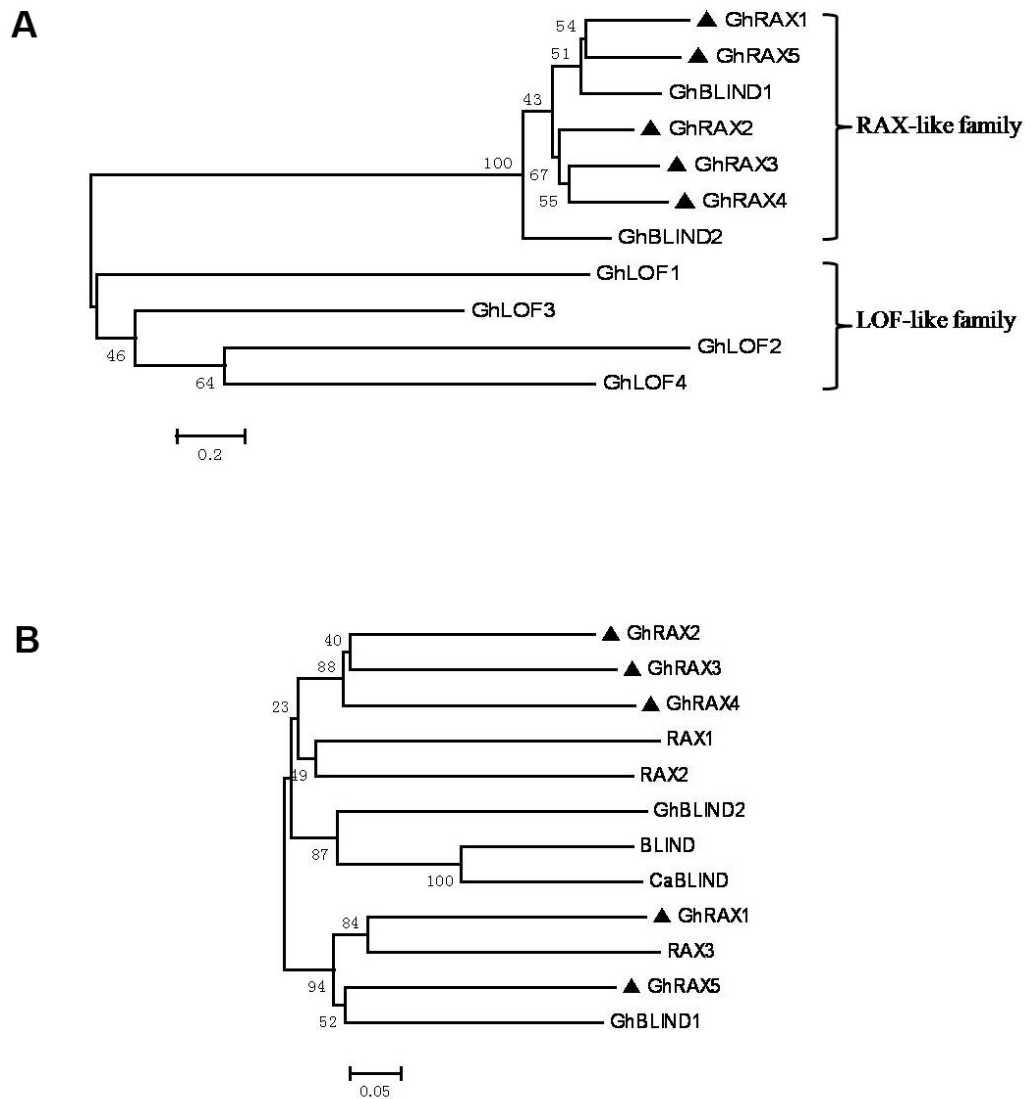 A
54
▲ GhRAX1
51
▲ GhRAX5
GhBLIND1
43
▲ GhRAX2
RAX-like family
100
67
▲ GhRAX3
55
▲ GhRAX4
GhBLIND2
GhLOF1
GhLOF3
LOF-like family
46
GhLOF2
64
GhLOF4
0.2
B
40
▲ GhRAX2
88
▲ GhRAX3
23
▲ GhRAX4
RAX1
49
RAX2
GhBLIND2
87
BLIND
100
CaBLIND
84
▲ GhRAX1
RAX3
94
▲ GhRAX5
52
GhBLIND1
0.05